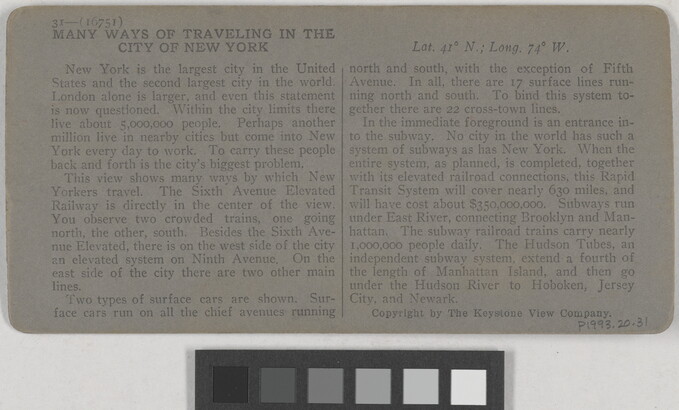 31—(16751)
MANY WAYS OF TRAVELING IN THE
CITY OF NEW YORK
Lat. 41° N.; Long. 74° W.
New York is the largest city in the United
States and the second largest city in the world.
London alone is larger, and even this statement
is now questioned. Within the city limits there
live about 5,000,000 people. Perhaps another
million live in nearby cities but come into New
York every day to work. To carry these people
back and forth is the city's biggest problem.
This view shows many ways by which New
Yorkers travel. The Sixth Avenue Elevated
Railway is directly in the center of the view.
You observe two crowded trains, one going
north, the other, south. Besides the Sixth Ave-
nue Elevated, there is on the west side of the city
an elevated system on Ninth Avenue. On the
east side of the city there are two other main
lines.
Two types of surface cars are shown. Sur-
face cars run on all the chief avenues running
north and south, with the exception of Fifth
Avenue. In all, there are 17 surface lines run-
ning north and south. To bind this system to-
gether there are 22 cross-town lines.
In the immediate foreground is an entrance in-
to the subway. No city in the world has such a
system of subways as has New York. When the
entire system, as planned, is completed, together
with its elevated railroad connections, this Rapid
Transit System will cover nearly 630 miles, and
will have cost about $350,000,000. Subways run
under East River, connecting Brooklyn and Man-
hattan. The subway railroad trains carry nearly
1,000,000 people daily. The Hudson Tubes, an
independent subway system, extend a fourth of
the length of Manhattan Island, and then go
under the Hudson River to Hoboken, Jersey
City, and Newark.
Copyright by The Keystone View Company.
P1993.20.31